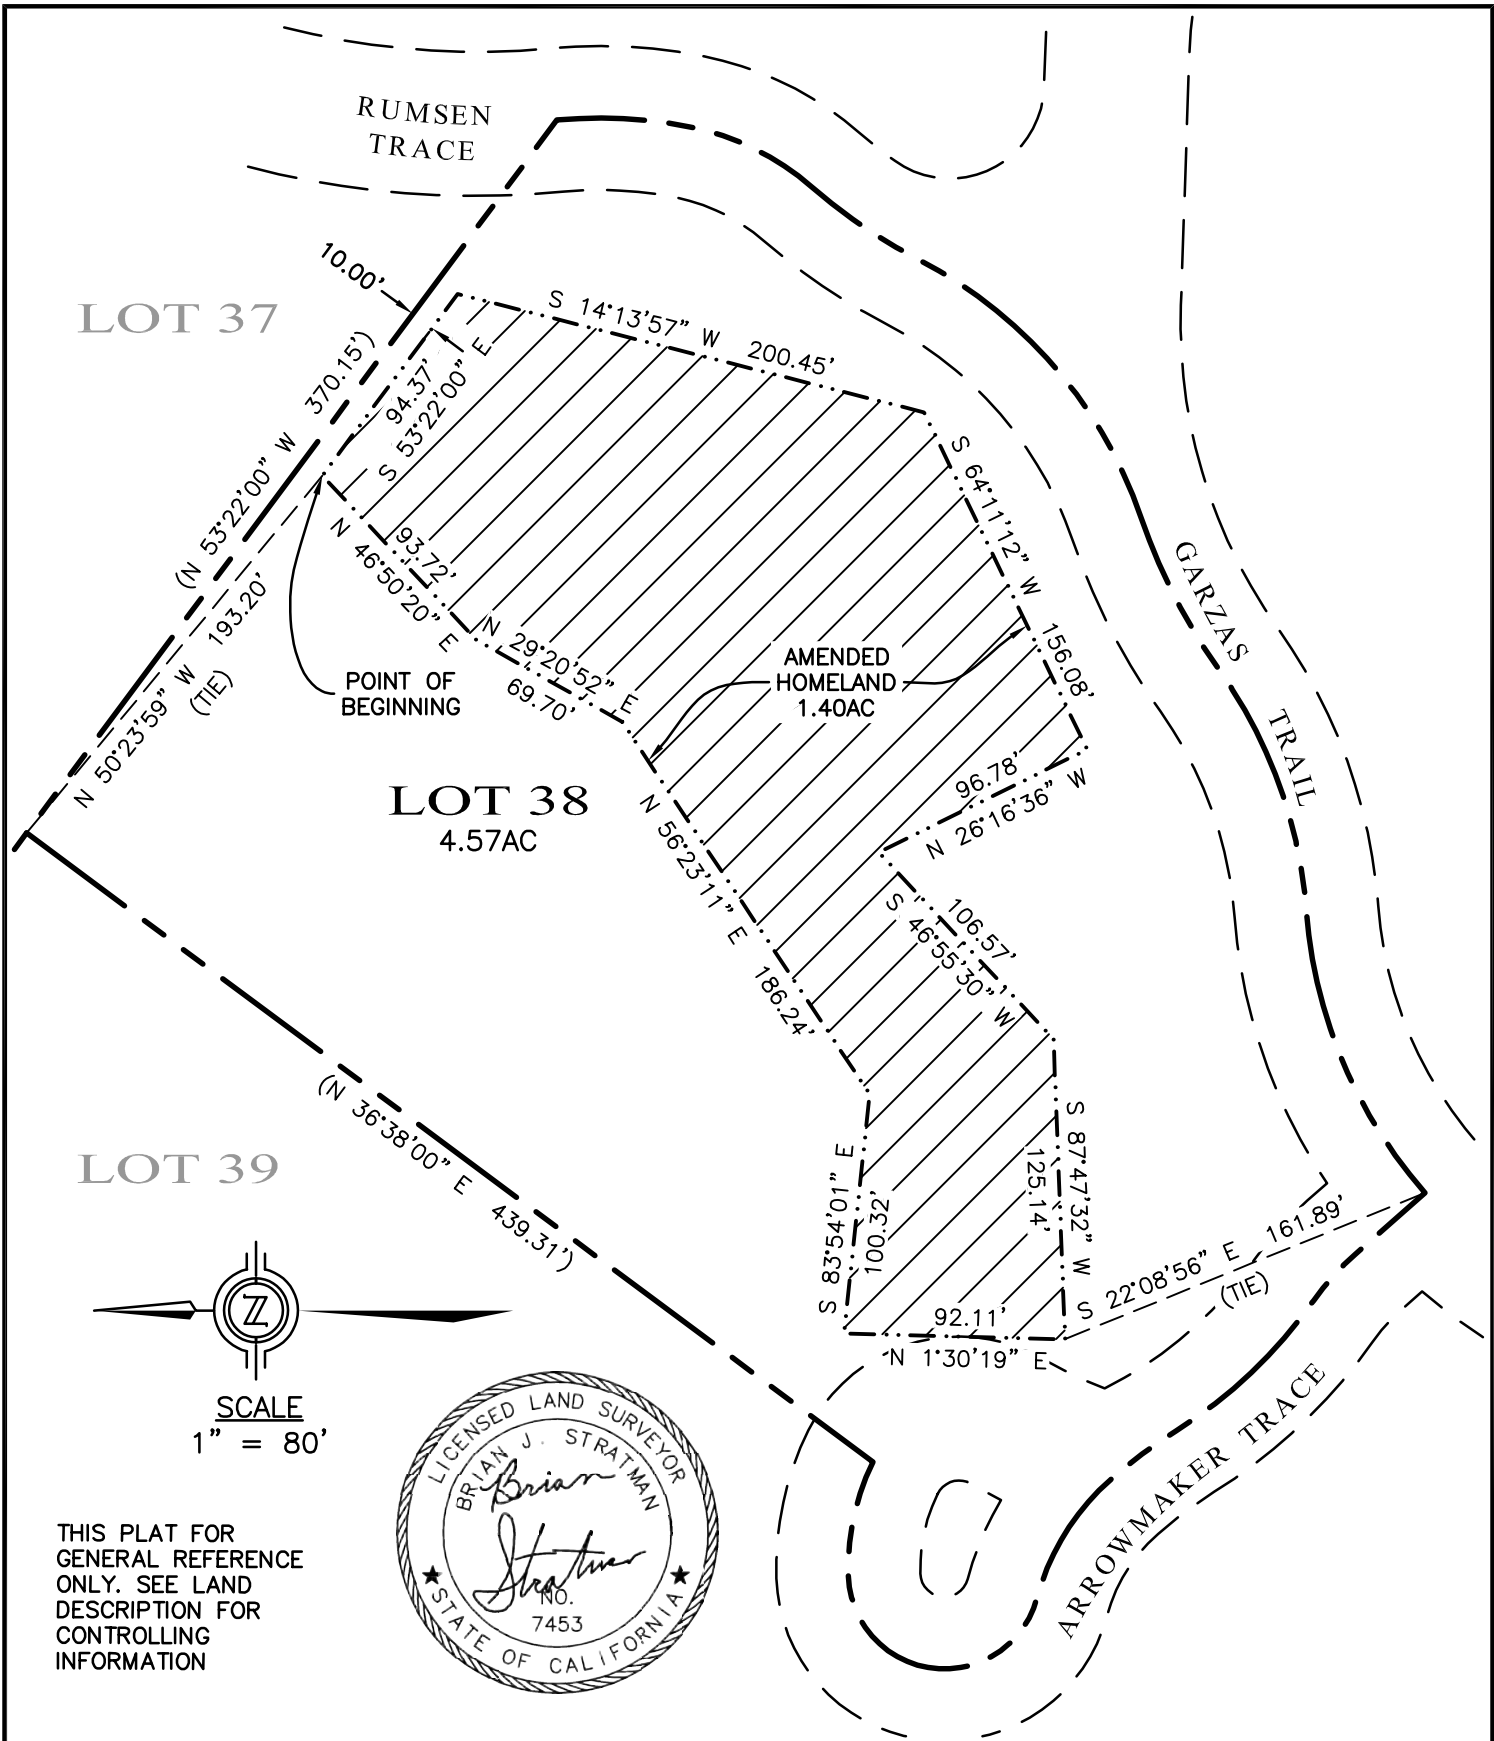 RUMSEN
TRACE
10.00'
LOT 37
S 14°13'57" W 200.45'
94.37'
S 53°22'00" E
(N 53°22'00" W 370.15')
S 64°11'12" W 156.08'
93.72'
N 46°50'20" E
N 29°20'52" E
69.70'
GARZAS TRAIL
N 50°23'59" W 193.20'
(TIE)
POINT OF
BEGINNING
AMENDED
HOMELAND
1.40AC
96.78'
N 26°16'36" W
LOT 38
4.57AC
N 56°23'11" E 186.24'
106.57'
S 46°55'30" W
(N 36°38'00" E 439.31')
LOT 39
S 83°54'01" E
100.32'
S 87°47'32" W
125.14'
S 22°08'56" E 161.89'
(TIE)
92.11'
N 1°30'19" E
Z
SCALE
1" = 80'
LICENSED LAND SURVEYOR
BRIAN J. STRATMAN
Brian
Stratman
NO.
7453
STATE OF CALIFORNIA
ARROWMAKER TRACE
THIS PLAT FOR
GENERAL REFERENCE
ONLY. SEE LAND
DESCRIPTION FOR
CONTROLLING
INFORMATION